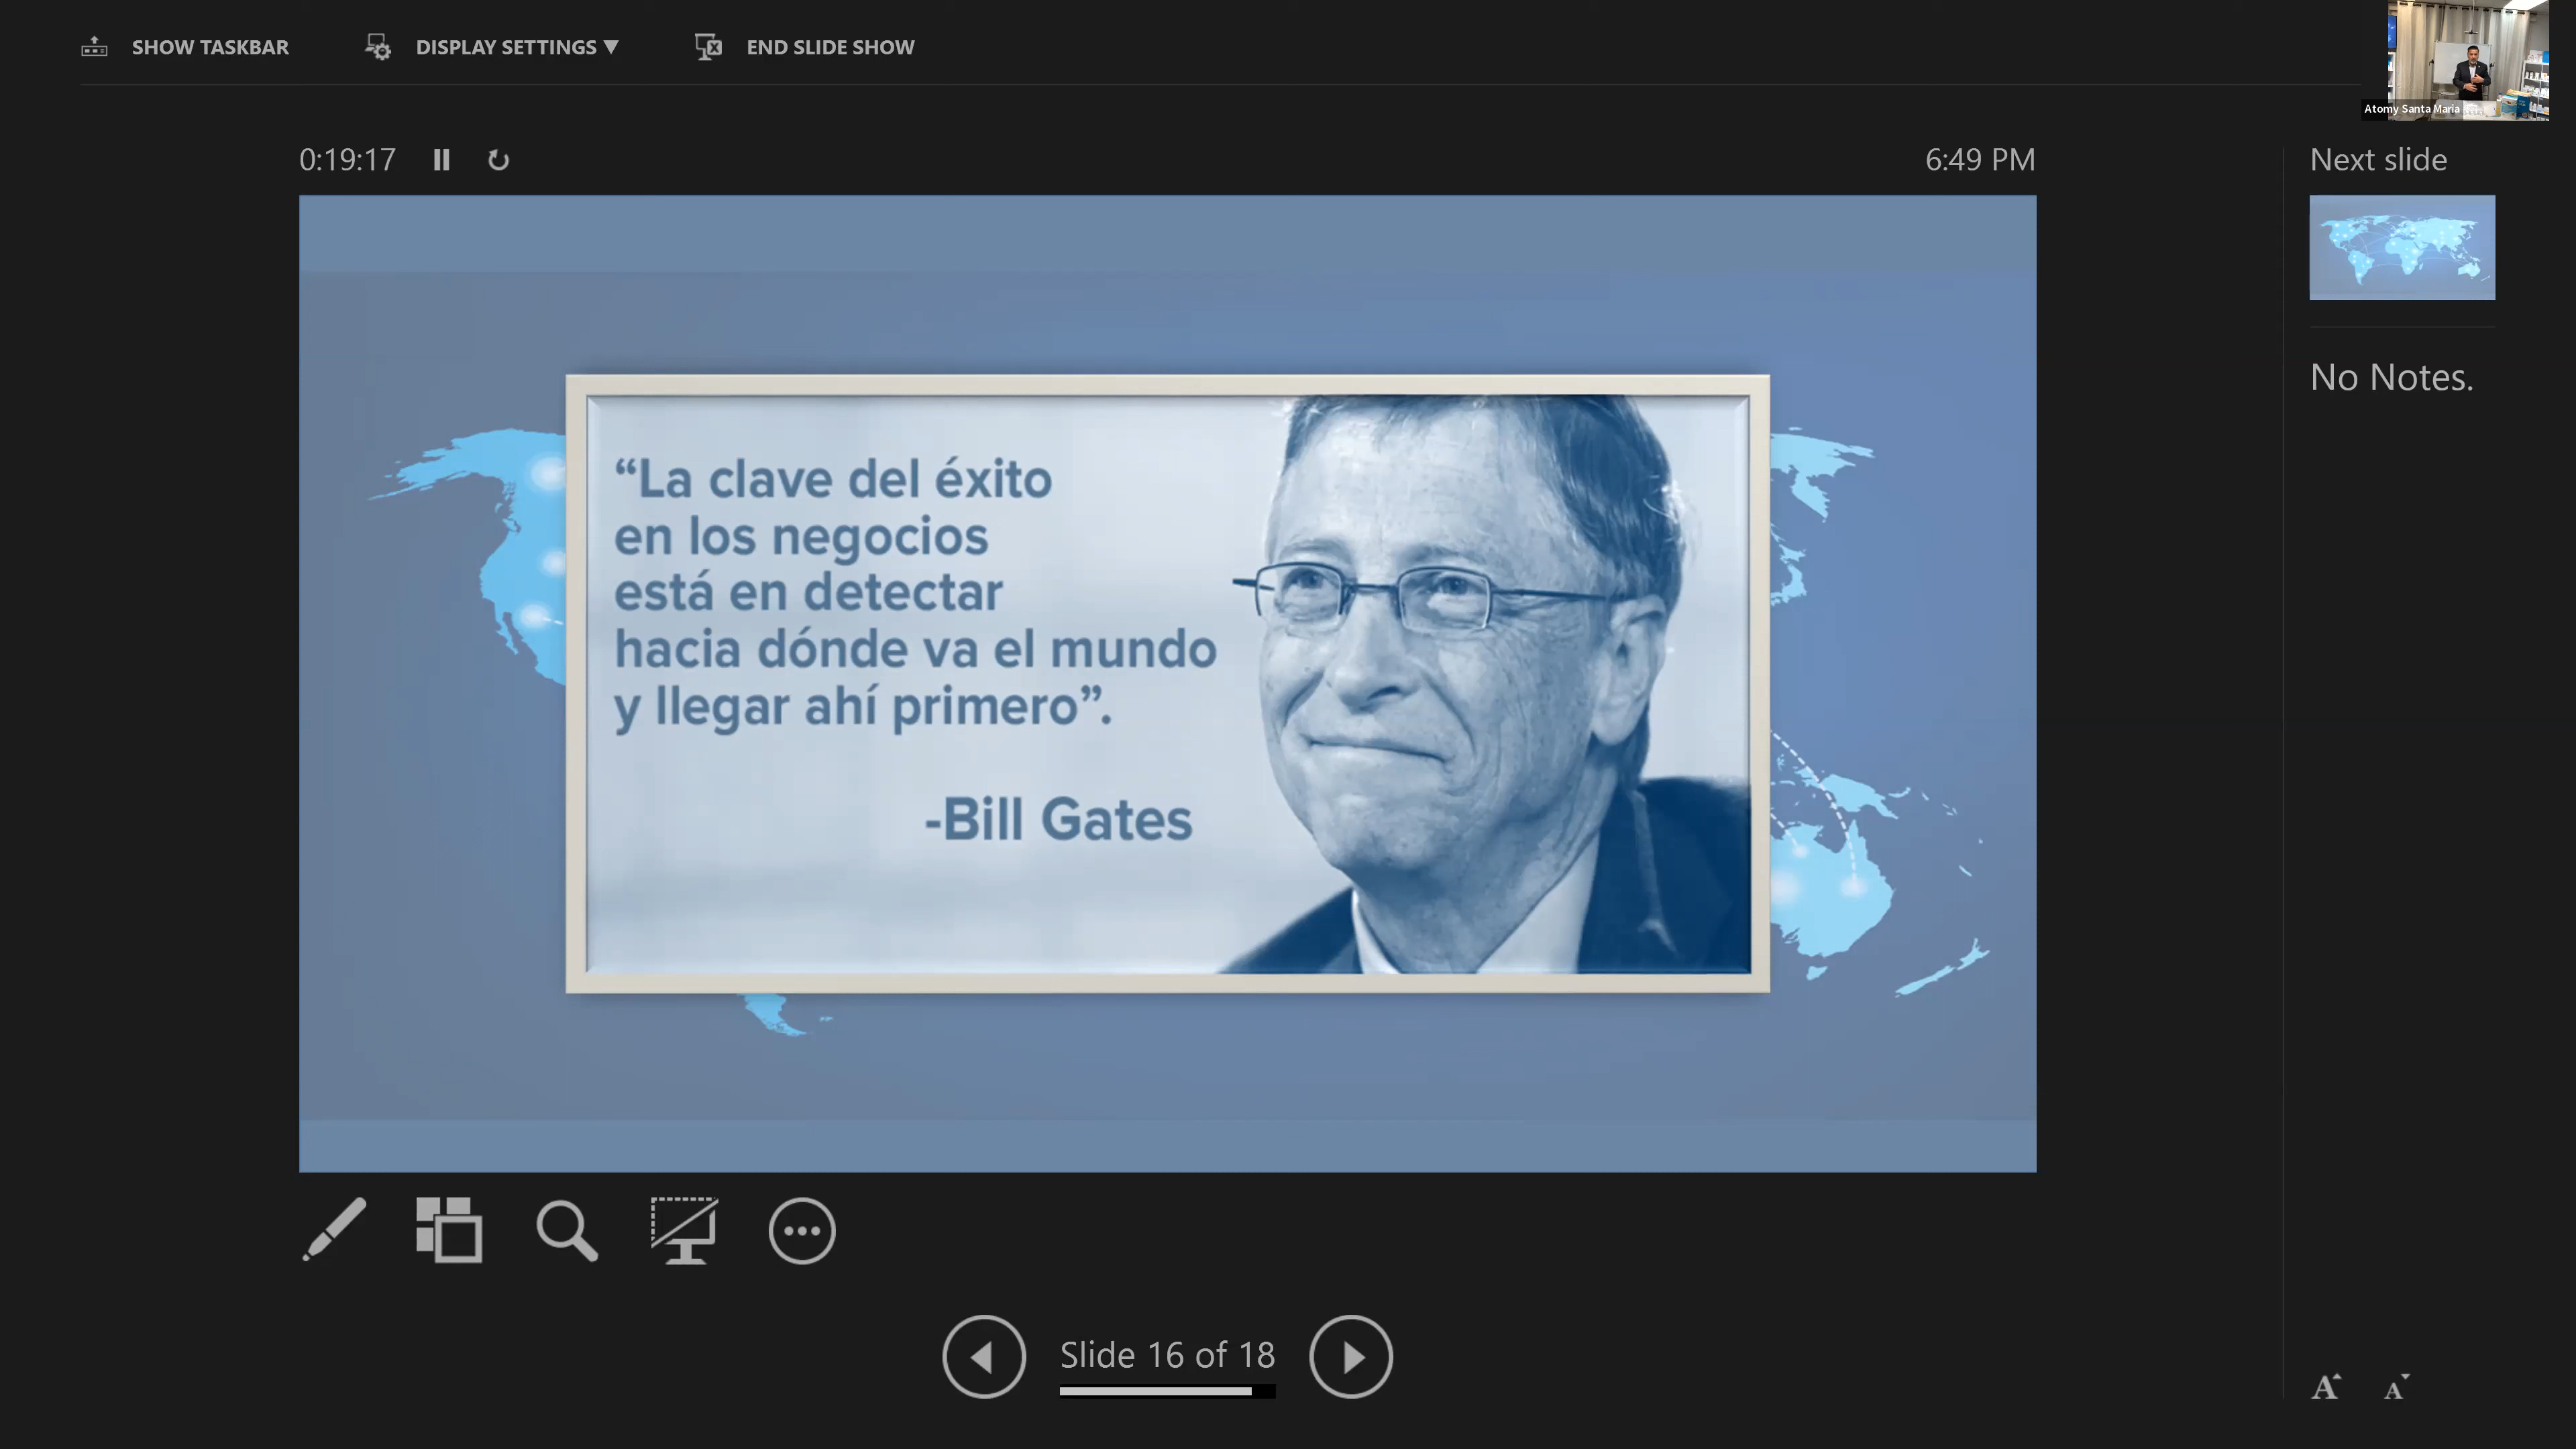 SHOW TASKBAR
DISPLAY SETTINGS ▼
END SLIDE SHOW
Atomy Santa Maria
0:19:17
6:49 PM
Next slide
No Notes.
“La clave del éxito
en los negocios
está en detectar
hacia dónde va el mundo
y llegar ahí primero”.
-Bill Gates
Slide 16 of 18
A A